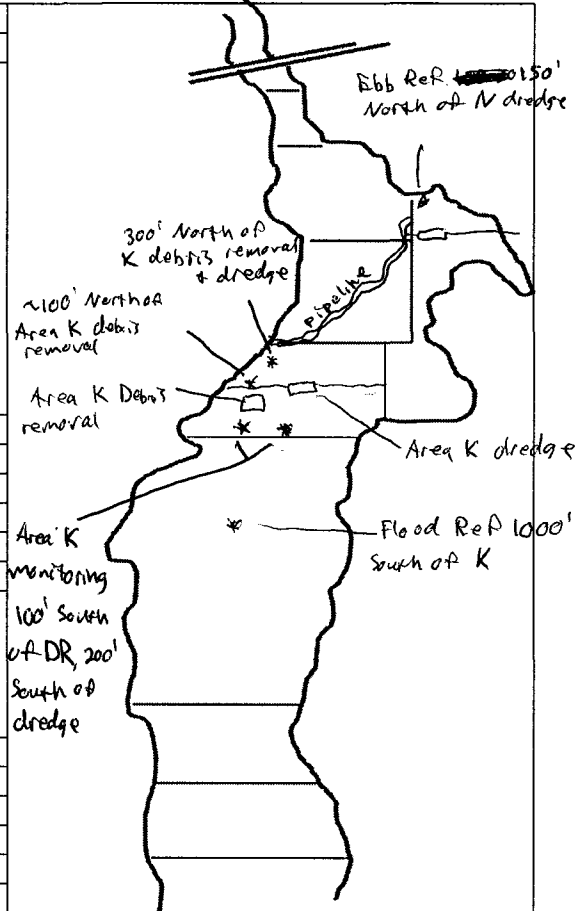 Ebb Ref. 150'
North of N dredge
300' North of
K debris removal
+ dredge
pipeline
~100' North of
Area K debris
removal
Area K Debris
removal
Area K dredge
Area K
monitoring
100' South
of DR, 200'
South of
dredge
Flood Ref 1000'
South of K